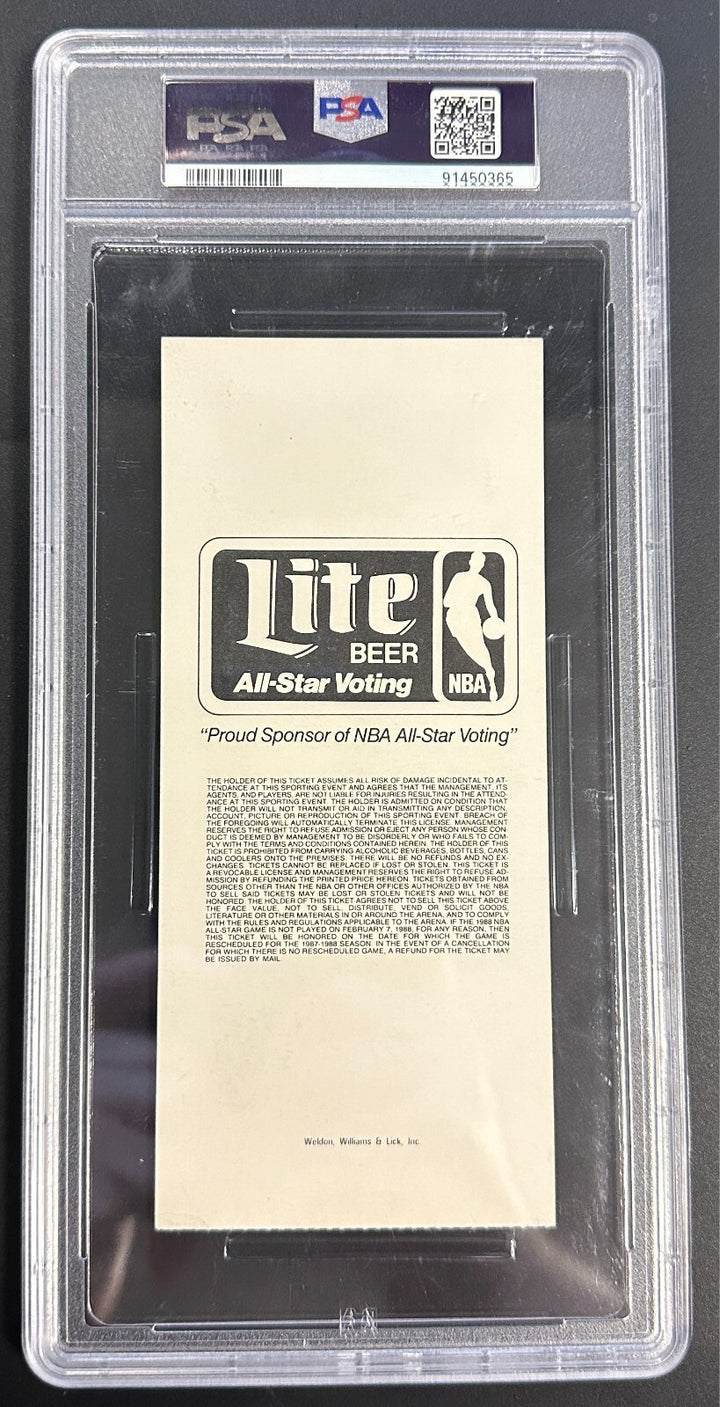 PSA
PSA
91450365
Lite
BEER
All-Star Voting
NBA
“Proud Sponsor of NBA All-Star Voting”
THE HOLDER OF THIS TICKET ASSUMES ALL RISK OF DAMAGE INCIDENTAL TO AT-
TENDANCE AT THIS SPORTING EVENT AND AGREES THAT THE MANAGEMENT, ITS
AGENTS, AND PLAYERS, ARE NOT LIABLE FOR INJURIES RESULTING IN THE ATTEND-
ANCE AT THIS SPORTING EVENT. THE HOLDER IS ADMITTED ON CONDITION THAT
THE HOLDER WILL NOT TRANSMIT OR AID IN TRANSMITTING ANY DESCRIPTION,
ACCOUNT, PICTURE OR REPRODUCTION OF THIS SPORTING EVENT. BREACH OF
THE FOREGOING WILL AUTOMATICALLY TERMINATE THIS LICENSE. MANAGEMENT
RESERVES THE RIGHT TO REFUSE ADMISSION OR EJECT ANY PERSON WHOSE CON-
DUCT IS DEEMED BY MANAGEMENT TO BE DISORDERLY OR WHO FAILS TO COM-
PLY WITH THE TERMS AND CONDITIONS CONTAINED HEREIN. THE HOLDER OF THIS
TICKET IS PROHIBITED FROM CARRYING ALCOHOLIC BEVERAGES, BOTTLES, CANS
AND COOLERS ONTO THE PREMISES. THERE WILL BE NO REFUNDS AND NO EX-
CHANGES. TICKETS CANNOT BE REPLACED IF LOST OR STOLEN. THIS TICKET IS
A REVOCABLE LICENSE AND MANAGEMENT RESERVES THE RIGHT TO REFUSE AD-
MISSION BY REFUNDING THE PRINTED PRICE HEREON. TICKETS OBTAINED FROM
SOURCES OTHER THAN THE NBA OR OTHER OFFICES AUTHORIZED BY THE NBA
TO SELL SAID TICKETS MAY BE LOST OR STOLEN TICKETS AND WILL NOT BE
HONORED. THE HOLDER OF THIS TICKET AGREES NOT TO SELL THIS TICKET ABOVE
THE FACE VALUE, NOT TO SELL, DISTRIBUTE, VEND OR SOLICIT GOODS,
LITERATURE OR OTHER MATERIALS IN OR AROUND THE ARENA, AND TO COMPLY
WITH THE RULES AND REGULATIONS APPLICABLE TO THE ARENA. IF THE 1988 NBA
ALL-STAR GAME IS NOT PLAYED ON FEBRUARY 7, 1988, FOR ANY REASON, THEN
THIS TICKET WILL BE HONORED ON THE DATE FOR WHICH THE GAME IS
RESCHEDULED FOR THE 1987-1988 SEASON. IN THE EVENT OF A CANCELLATION
FOR WHICH THERE IS NO RESCHEDULED GAME, A REFUND FOR THE TICKET MAY
BE ISSUED BY MAIL.
Weldon, Williams & Lick, Inc.